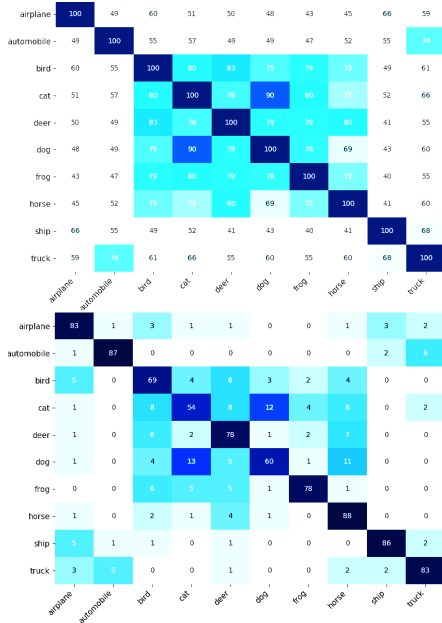 airplane 100 49 60 51 50 48 43 45 66 59
automobile 49 100 55 57 49 49 47 52 55 74
bird 60 55 100 80 83 75 79 73 49 61
cat 51 57 80 100 76 90 80 71 52 66
deer 50 49 83 76 100 79 79 80 41 55
dog 48 49 75 90 79 100 78 69 43 60
frog 43 47 79 80 79 78 100 72 40 55
horse 45 52 73 71 80 69 72 100 41 60
ship 66 55 49 52 41 43 40 41 100 68
truck 59 74 61 66 55 60 55 60 68 100
airplane automobile bird cat deer dog frog horse ship truck
airplane 83 1 3 1 1 0 0 1 3 2
automobile 1 87 0 0 0 0 0 0 2 6
bird 5 0 69 4 8 3 2 4 0 0
cat 1 0 8 54 8 12 4 6 0 2
deer 1 0 6 2 78 1 2 7 0 0
dog 1 0 4 13 5 60 1 11 0 0
frog 0 0 6 5 5 1 78 1 0 0
horse 1 0 2 1 4 1 0 88 0 0
ship 5 1 1 0 1 0 0 0 86 2
truck 3 5 0 0 1 0 0 2 2 83
airplane automobile bird cat deer dog frog horse ship truck